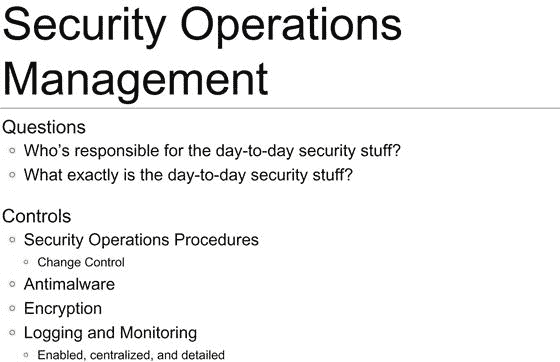 Security Operations
Management
Questions
Who's responsible for the day-to-day security stuff?
What exactly is the day-to-day security stuff?
Controls
Security Operations Procedures
Change Control
Antimalware
Encryption
Logging and Monitoring
Enabled, centralized, and detailed